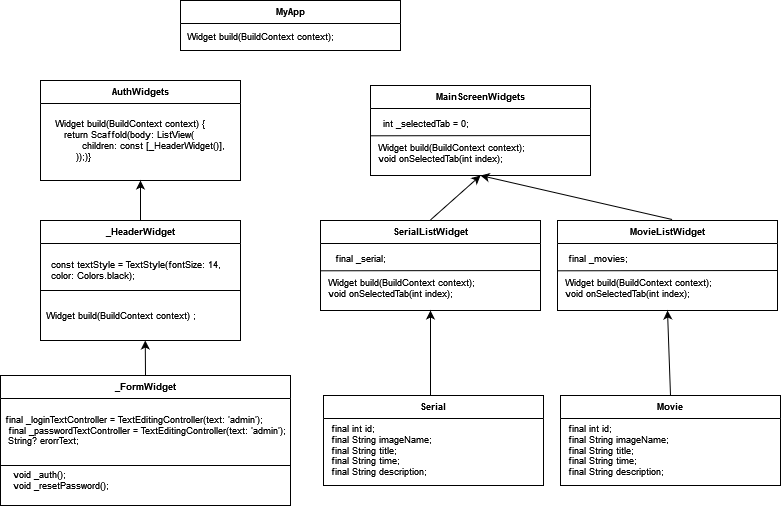 MyApp
Widget build(BuildContext context);
AuthWidgets
Widget build(BuildContext context) {
return Scaffold(body: ListView(
children: const [_HeaderWidget()],
));)}
MainScreenWidgets
int _selectedTab = 0;
Widget build(BuildContext context);
void onSelectedTab(int index);
_HeaderWidget
const textStyle = TextStyle(fontSize: 14,
color: Colors.black);
Widget build(BuildContext context) ;
SerialListWidget
final _serial;
Widget build(BuildContext context);
void onSelectedTab(int index);
MovieListWidget
final _movies;
Widget build(BuildContext context);
void onSelectedTab(int index);
_FormWidget
final _loginTextController = TextEditingController(text: 'admin');
final _passwordTextController = TextEditingController(text: 'admin');
String? erorrText;
void _auth();
void _resetPassword();
Serial
final int id;
final String imageName;
final String title;
final String time;
final String description;
Movie
final int id;
final String imageName;
final String title;
final String time;
final String description;